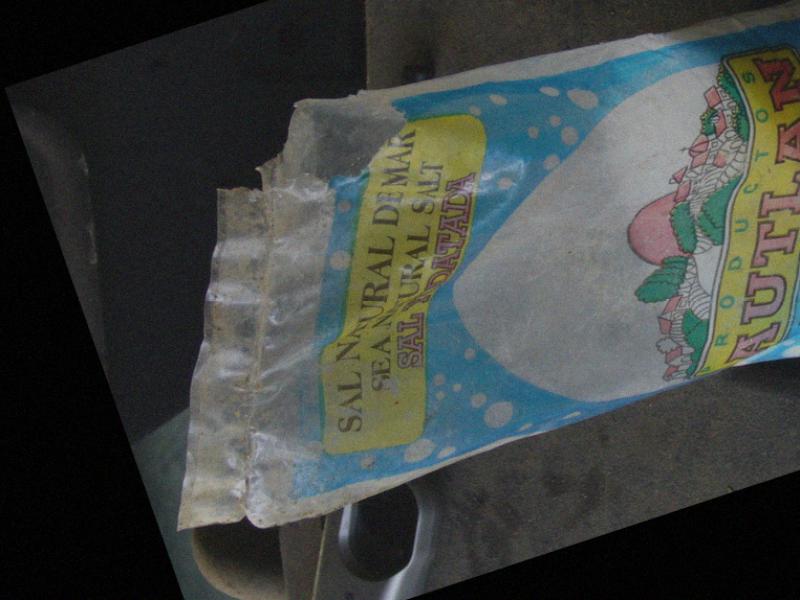 SAL NATURAL DE MAR
SEA NATURAL SALT
SAL YODATADA
PRODUCTOS
AUTLAN